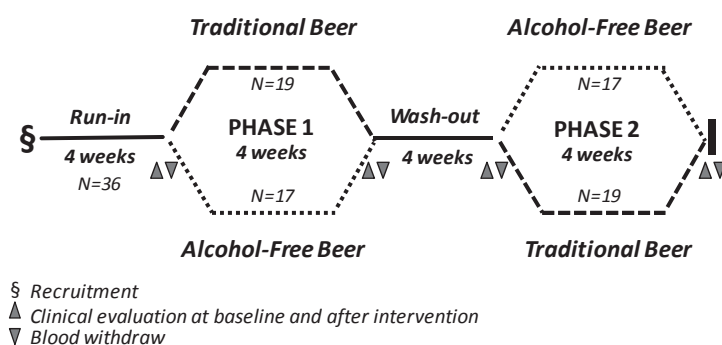 Traditional Beer
Alcohol-Free Beer
N=19
N=17
Run-in
Wash-out
§
PHASE 1
PHASE 2
4 weeks
4 weeks
4 weeks
4 weeks
N=36
N=17
N=19
Alcohol-Free Beer
Traditional Beer
§ Recruitment
Clinical evaluation at baseline and after intervention
Blood withdraw